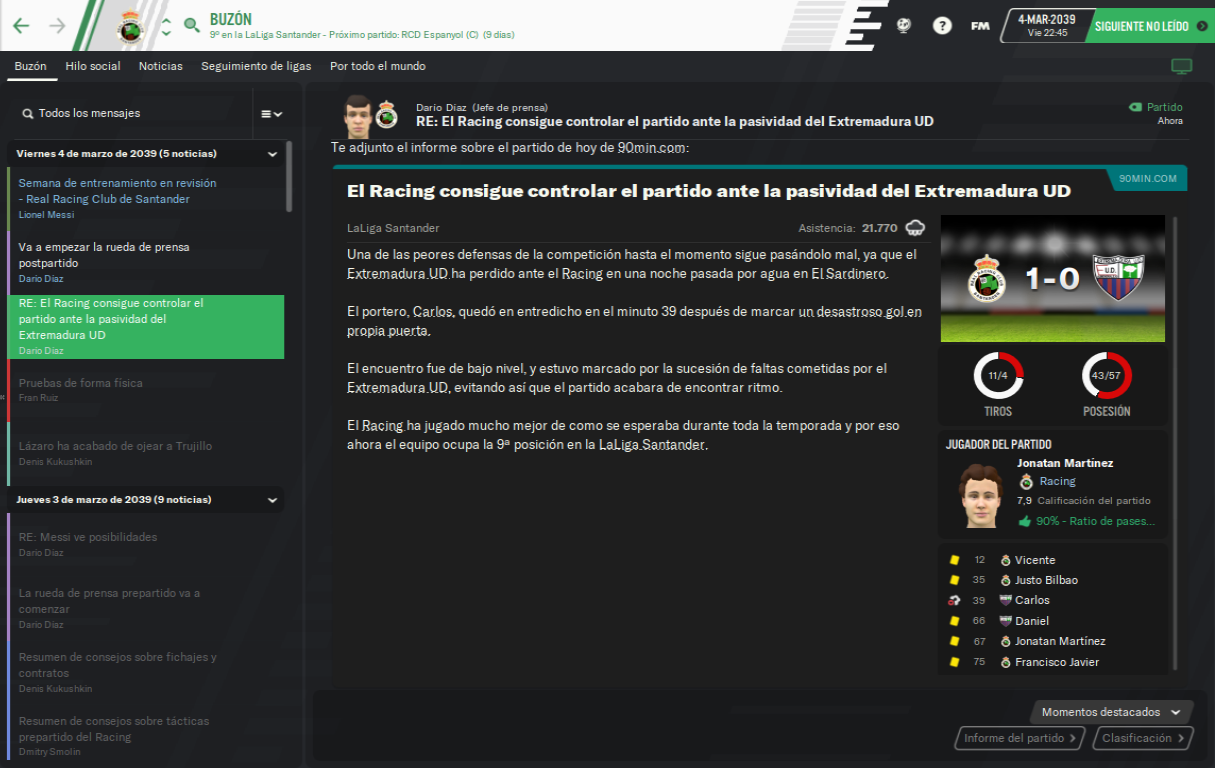 BUZÓN
9º en la LaLiga Santander - Próximo partido: RCD Espanyol (C) (9 días)
?
FM
4-MAR-2039
Vie 22:45
SIGUIENTE NO LEÍDO
Buzón
Hilo social
Noticias
Seguimiento de ligas
Por todo el mundo
Todos los mensajes
Viernes 4 de marzo de 2039 (5 noticias)
Semana de entrenamiento en revisión
- Real Racing Club de Santander
Lionel Messi
Va a empezar la rueda de prensa
postpartido
Darío Díaz
RE: El Racing consigue controlar el
partido ante la pasividad del
Extremadura UD
Darío Díaz
Pruebas de forma física
Fran Ruiz
Lázaro ha acabado de ojear a Trujillo
Denis Kukushkin
Jueves 3 de marzo de 2039 (9 noticias)
RE: Messi ve posibilidades
Darío Díaz
La rueda de prensa prepartido va a
comenzar
Darío Díaz
Resumen de consejos sobre fichajes y
contratos
Denis Kukushkin
Resumen de consejos sobre tácticas
prepartido del Racing
Dmitry Smolin
Darío Díaz (Jefe de prensa)
RE: El Racing consigue controlar el partido ante la pasividad del Extremadura UD
Partido
Ahora
Te adjunto el informe sobre el partido de hoy de 90min.com:
90MIN.COM
El Racing consigue controlar el partido ante la pasividad del Extremadura UD
LaLiga Santander
Asistencia: 21.770
Una de las peores defensas de la competición hasta el momento sigue pasándolo mal, ya que el
Extremadura UD ha perdido ante el Racing en una noche pasada por agua en El Sardinero.
El portero, Carlos, quedó en entredicho en el minuto 39 después de marcar un desastroso gol en
propia puerta.
El encuentro fue de bajo nivel, y estuvo marcado por la sucesión de faltas cometidas por el
Extremadura UD, evitando así que el partido acabara de encontrar ritmo.
El Racing ha jugado mucho mejor de como se esperaba durante toda la temporada y por eso
ahora el equipo ocupa la 9ª posición en la LaLiga Santander.
1-0
11/4
TIROS
43/57
POSESIÓN
JUGADOR DEL PARTIDO
Jonatan Martínez
Racing
7,9 Calificación del partido
90% - Ratio de pases...
12 Vicente
35 Justo Bilbao
39 Carlos
66 Daniel
67 Jonatan Martínez
75 Francisco Javier
Momentos destacados
Informe del partido
Clasificación